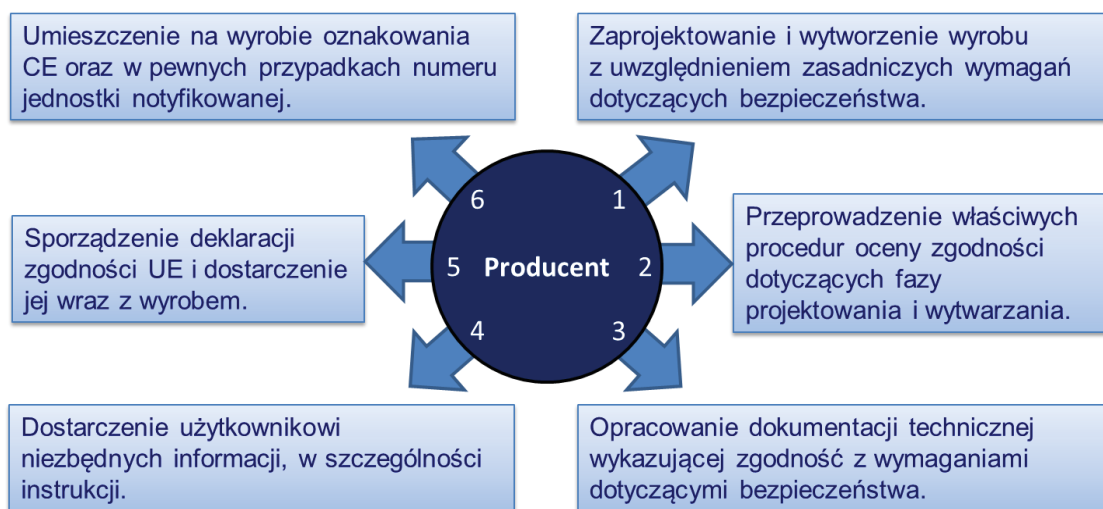 Umieszczenie na wyrobie oznakowania
CE oraz w pewnych przypadkach numeru
jednostki notyfikowanej.
Zaprojektowanie i wytworzenie wyrobu
z uwzględnieniem zasadniczych wymagań
dotyczących bezpieczeństwa.
6
1
Sporządzenie deklaracji
zgodności UE i dostarczenie
jej wraz z wyrobem.
5 Producent 2
Przeprowadzenie właściwych
procedur oceny zgodności
dotyczących fazy
projektowania i wytwarzania.
4
3
Dostarczenie użytkownikowi
niezbędnych informacji, w szczególności
instrukcji.
Opracowanie dokumentacji technicznej
wykazującej zgodność z wymaganiami
dotyczącymi bezpieczeństwa.